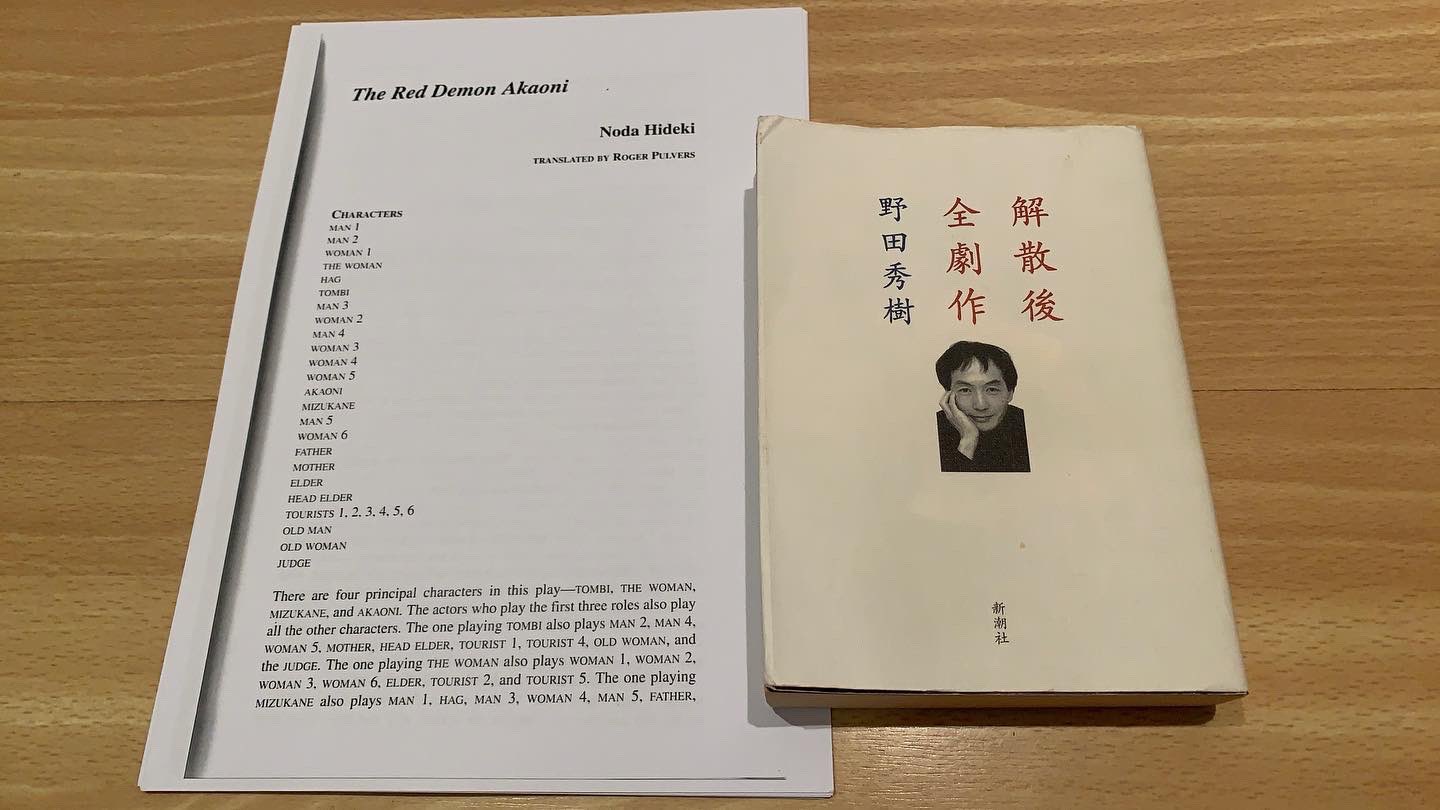 The Red Demon Akaoni
Noda Hideki
TRANSLATED BY ROGER PULVERS
CHARACTERS
MAN 1
MAN 2
WOMAN 1
THE WOMAN
HAG
TOMBI
MAN 3
WOMAN 2
MAN 4
WOMAN 3
WOMAN 4
WOMAN 5
AKAONI
MIZUKANE
MAN 5
WOMAN 6
FATHER
MOTHER
ELDER
HEAD ELDER
TOURISTS 1, 2, 3, 4, 5, 6
OLD MAN
OLD WOMAN
JUDGE
There are four principal characters in this play—TOMBI, THE WOMAN,
MIZUKANE, and AKAONI. The actors who play the first three roles also play
all the other characters. The one playing TOMBI also plays MAN 2, MAN 4,
WOMAN 5, MOTHER, HEAD ELDER, TOURIST 1, TOURIST 4, OLD WOMAN, and
the JUDGE. The one playing THE WOMAN also plays WOMAN 1, WOMAN 2,
WOMAN 3, WOMAN 6, ELDER, TOURIST 2, and TOURIST 5. The one playing
MIZUKANE also plays MAN 1, HAG, MAN 3, WOMAN 4, MAN 5, FATHER,
解散後
全劇作
野田秀樹
新潮社